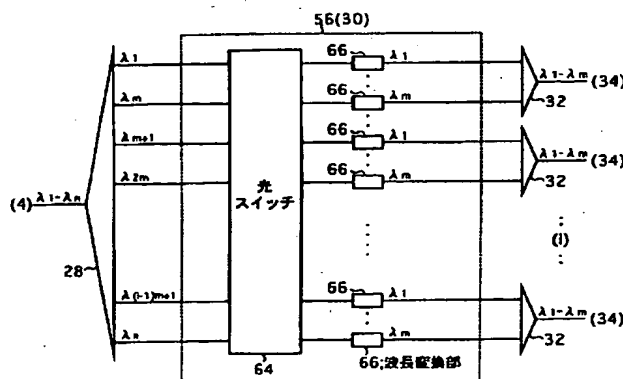 56(30)
66 λ1
λ1
λ1-λm (34)
66 λm
λm
32
66 λ1
λm+1
λ1-λm (34)
66 λm
λ2m
32
光
スイッチ
(4) λ1-λn
(i)
28
66 λ1
λ(i-1)m+1
λ1-λm (34)
66 λm
λn
32
64
66;波長変換部